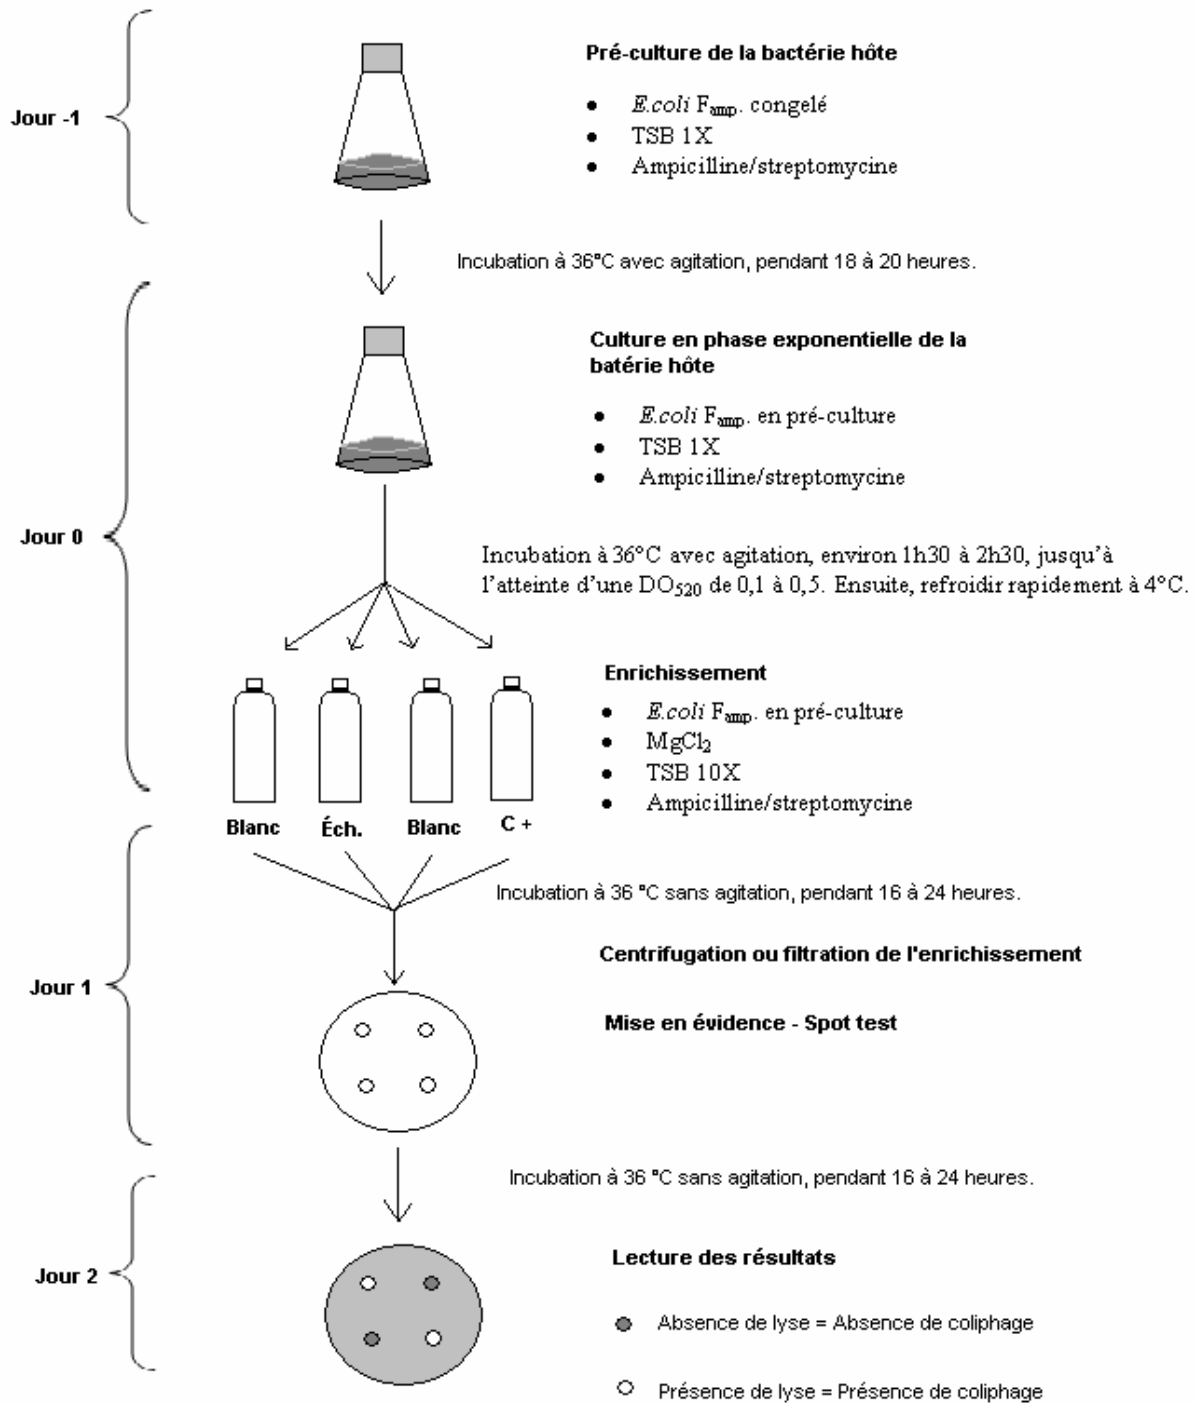 Jour -1
Pré-culture de la bactérie hôte
• E.coli Famp. congelé
• TSB 1X
• Ampicilline/streptomycine
Incubation à 36°C avec agitation, pendant 18 à 20 heures.
Jour 0
Culture en phase exponentielle de la
batérie hôte
• E.coli Famp. en pré-culture
• TSB 1X
• Ampicilline/streptomycine
Incubation à 36°C avec agitation, environ 1h30 à 2h30, jusqu'à
l'atteinte d'une DO520 de 0,1 à 0,5. Ensuite, refroidir rapidement à 4°C.
Enrichissement
• E.coli Famp. en pré-culture
• MgCl2
• TSB 10X
• Ampicilline/streptomycine
Blanc Éch. Blanc C +
Incubation à 36 °C sans agitation, pendant 16 à 24 heures.
Jour 1
Centrifugation ou filtration de l'enrichissement
Mise en évidence - Spot test
Incubation à 36 °C sans agitation, pendant 16 à 24 heures.
Jour 2
Lecture des résultats
Absence de lyse = Absence de coliphage
Présence de lyse = Présence de coliphage